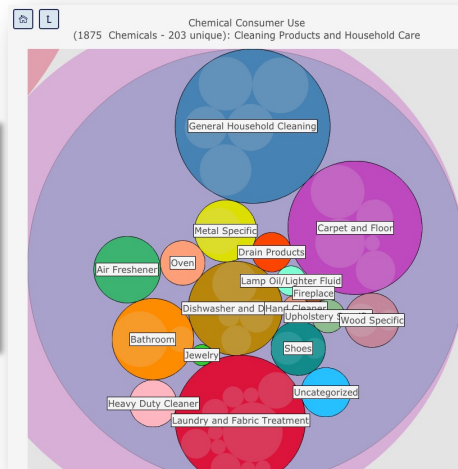 L
Chemical Consumer Use
(1875 Chemicals - 203 unique): Cleaning Products and Household Care
General Household Cleaning
Carpet and Floor
Metal Specific
Drain Products
Oven
Air Freshener
Lamp Oil/Lighter Fluid
Fireplace
Dishwasher and D
Hand Cleaner
Upholstery S
Wood Specific
Bathroom
Shoes
Jewelry
Uncategorized
Heavy Duty Cleaner
Laundry and Fabric Treatment